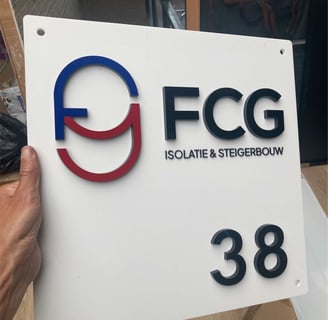 FCG
ISOLATIE & STEIGERBOUW
38